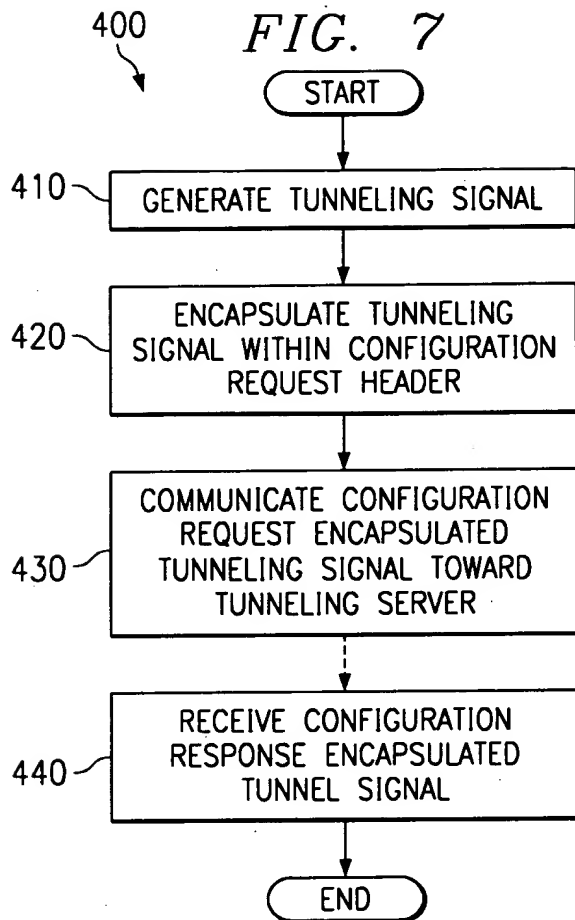 400
FIG. 7
START
410
GENERATE TUNNELING SIGNAL
420
ENCAPSULATE TUNNELING
SIGNAL WITHIN CONFIGURATION
REQUEST HEADER
430
COMMUNICATE CONFIGURATION
REQUEST ENCAPSULATED
TUNNELING SIGNAL TOWARD
TUNNELING SERVER
440
RECEIVE CONFIGURATION
RESPONSE ENCAPSULATED
TUNNEL SIGNAL
END